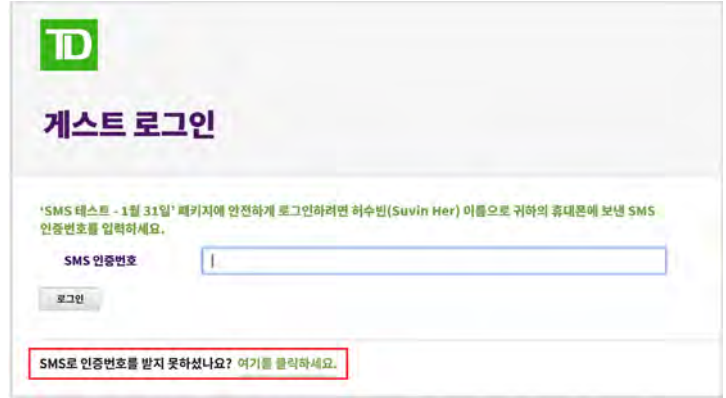 TD
게스트 로그인
‘SMS 테스트 - 1월 31일’ 패키지에 안전하게 로그인하려면 허수빈(Suvin Her) 이름으로 귀하의 휴대폰에 보낸 SMS
인증번호를 입력하세요.
SMS 인증번호
로그인
SMS로 인증번호를 받지 못하셨나요? 여기를 클릭하세요.